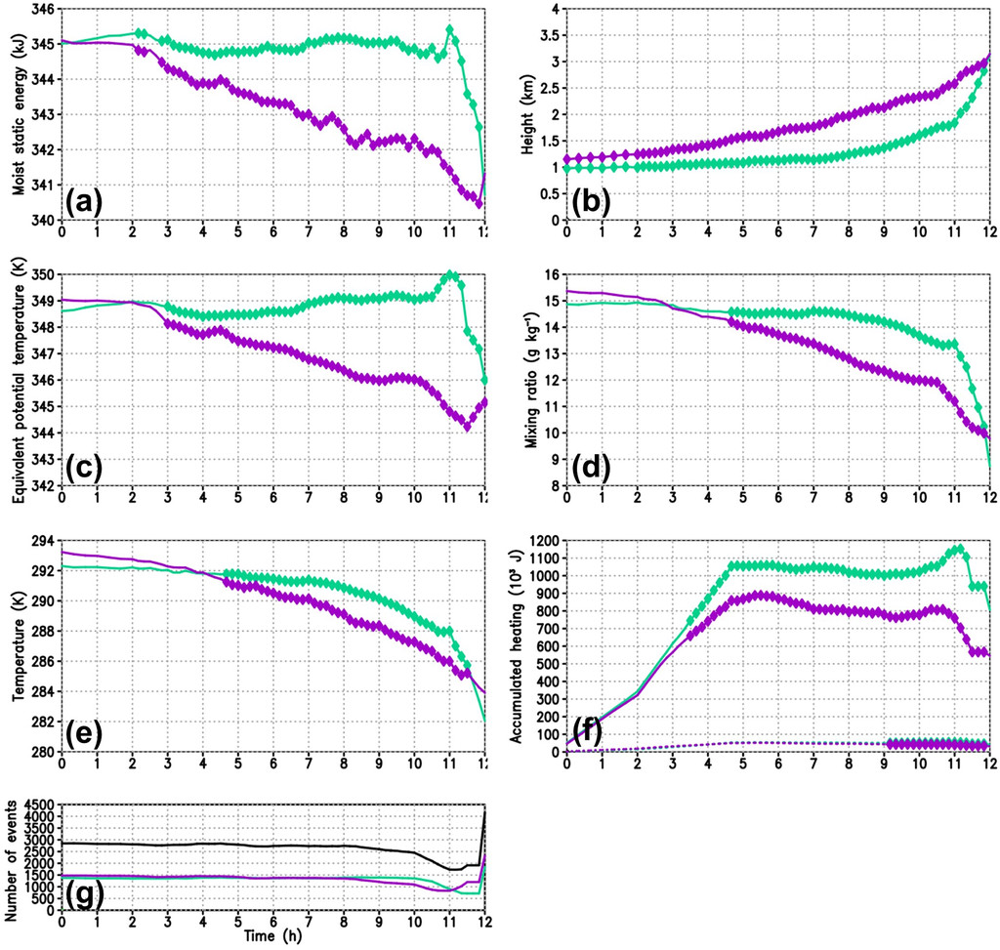 346
345
344
343
342
341
340
0 1 2 3 4 5 6 7 8 9 10 11 12
Moist static energy (kJ)
(a)
4
3.5
3
2.5
2
1.5
1
0.5
0
0 1 2 3 4 5 6 7 8 9 10 11 12
Height (km)
(b)
350
349
348
347
346
345
344
343
342
0 1 2 3 4 5 6 7 8 9 10 11 12
Equivalent potential temperature (K)
(c)
16
15
14
13
12
11
10
9
8
0 1 2 3 4 5 6 7 8 9 10 11 12
Mixing ratio (g kg⁻¹)
(d)
294
292
290
288
286
284
282
280
0 1 2 3 4 5 6 7 8 9 10 11 12
Temperature (K)
(e)
1200
1100
1000
900
800
700
600
500
400
300
200
100
0
0 1 2 3 4 5 6 7 8 9 10 11 12
Accumulated heating (10³ J)
(f)
4500
4000
3500
3000
2500
2000
1500
1000
500
0
0 1 2 3 4 5 6 7 8 9 10 11 12
Number of events
(g)
Time (h)